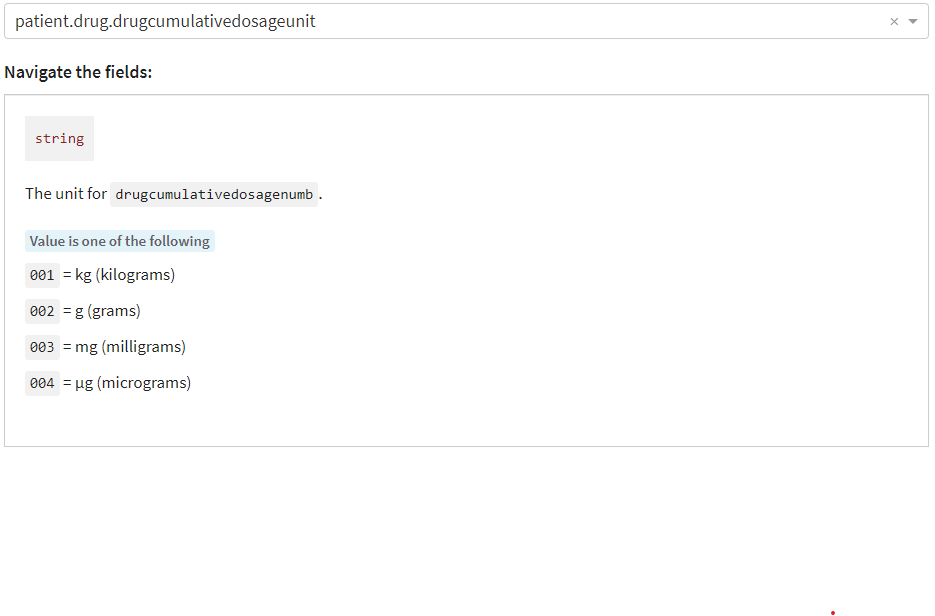 patient.drug.drugcumulativedosageunit
Navigate the fields:
string
The unit for drugcumulativedosagenumb .
Value is one of the following
001 = kg (kilograms)
002 = g (grams)
003 = mg (milligrams)
004 = µg (micrograms)